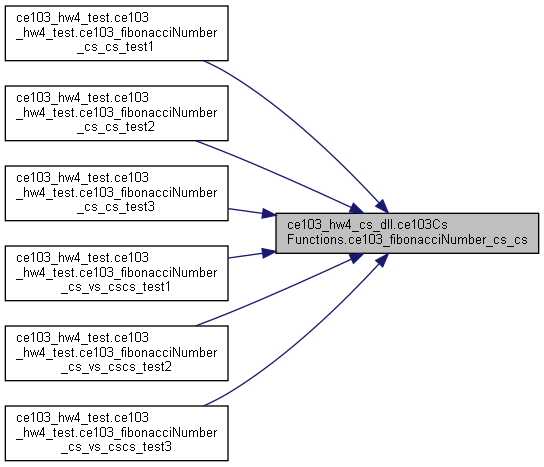 ce103_hw4_test.ce103
_hw4_test.ce103_fibonacciNumber
_cs_cs_test1
ce103_hw4_test.ce103
_hw4_test.ce103_fibonacciNumber
_cs_cs_test2
ce103_hw4_test.ce103
_hw4_test.ce103_fibonacciNumber
_cs_cs_test3
ce103_hw4_test.ce103
_hw4_test.ce103_fibonacciNumber
_cs_vs_cscs_test1
ce103_hw4_test.ce103
_hw4_test.ce103_fibonacciNumber
_cs_vs_cscs_test2
ce103_hw4_test.ce103
_hw4_test.ce103_fibonacciNumber
_cs_vs_cscs_test3
ce103_hw4_cs_dll.ce103Cs
Functions.ce103_fibonacciNumber_cs_cs